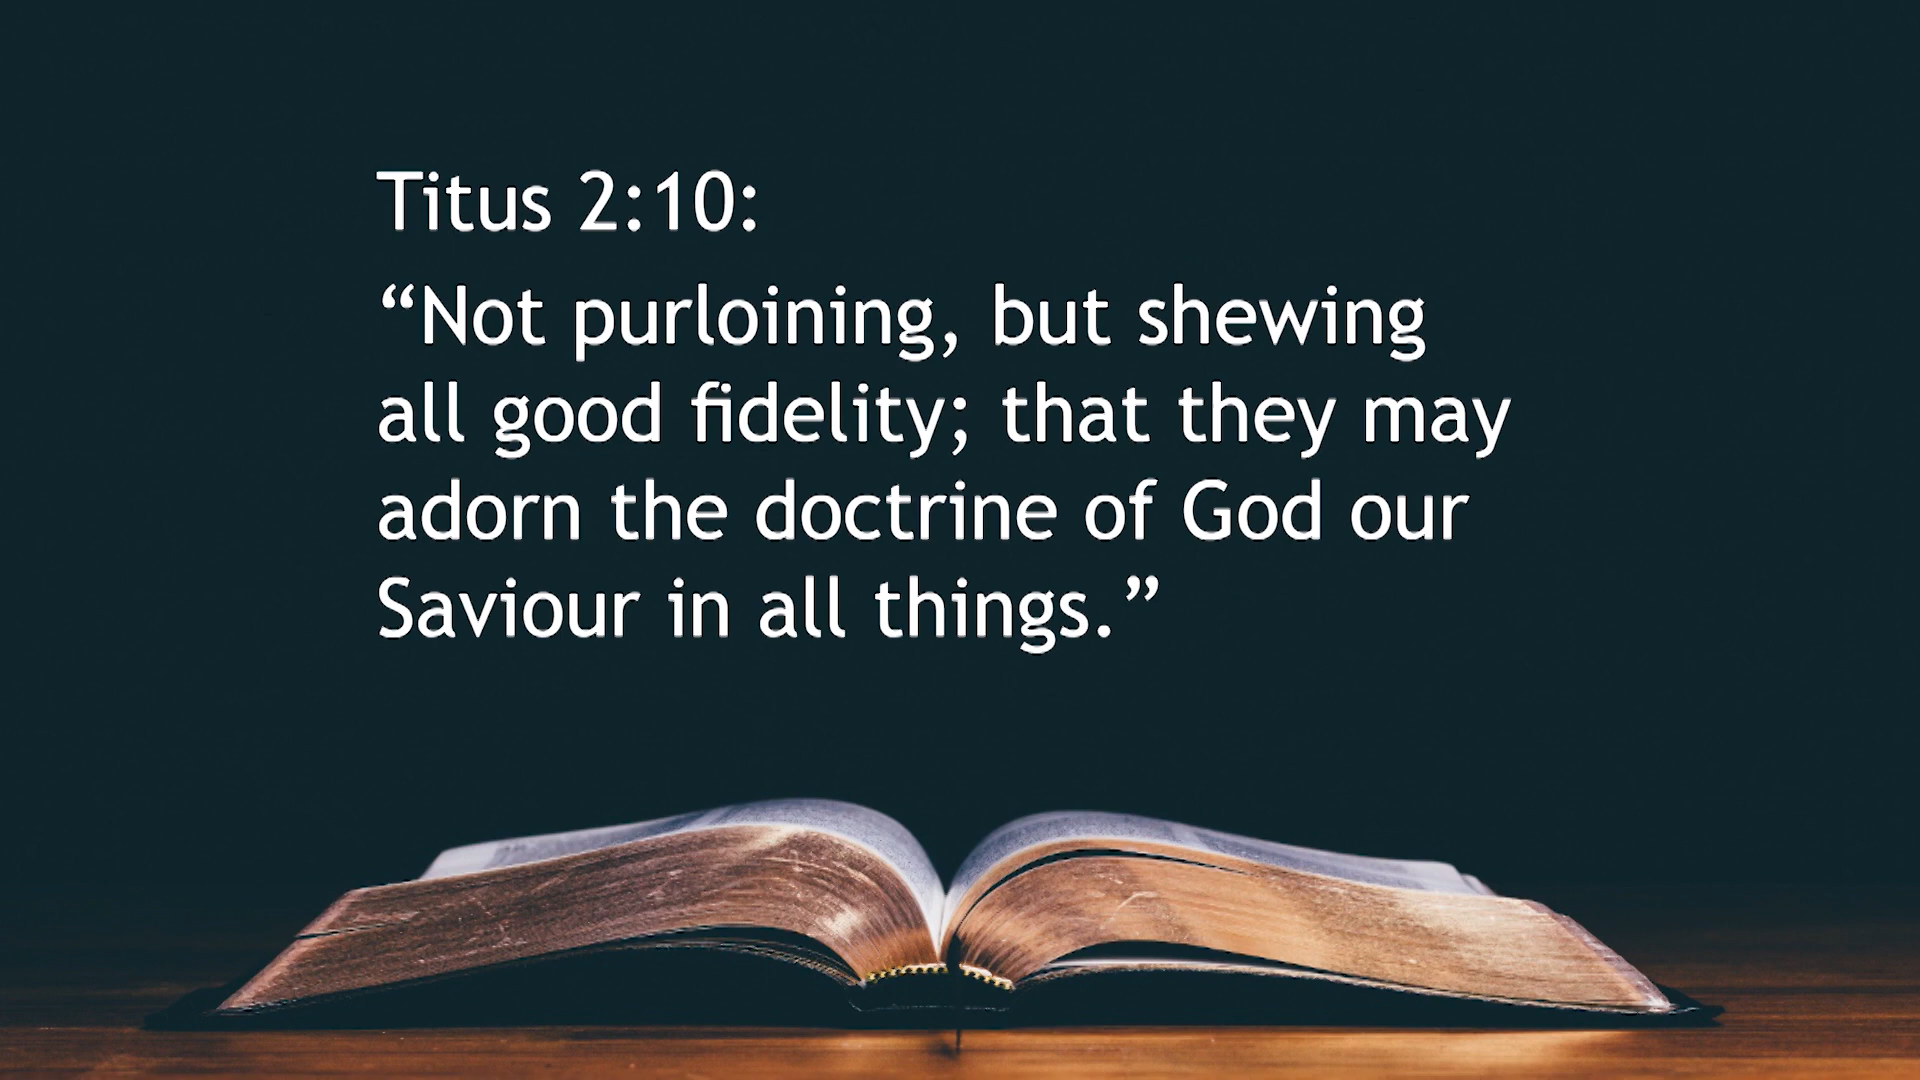 Titus 2:10:
“Not purloining, but shewing
all good fidelity; that they may
adorn the doctrine of God our
Saviour in all things.”